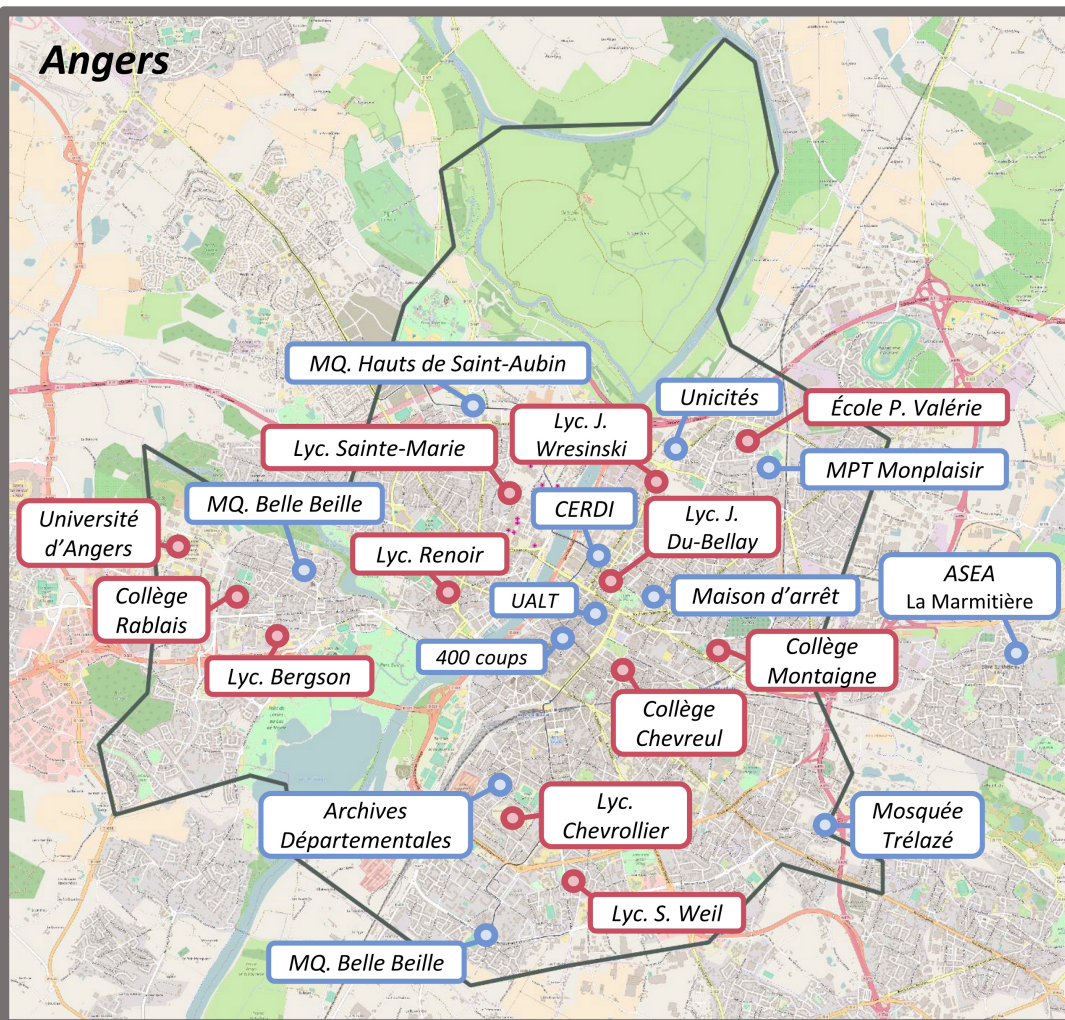 Angers
MQ. Hauts de Saint-Aubin
Unicités
École P. Valérie
Lyc. J.
Wresinski
Lyc. Sainte-Marie
MPT Monplaisir
MQ. Belle Beille
Université
d’Angers
CERDI
Lyc. J.
Du-Bellay
Lyc. Renoir
ASEA
La Marmitière
Collège
Rablais
UALT
Maison d’arrêt
400 coups
Lyc. Bergson
Collège
Montaigne
Collège
Chevreul
Archives
Départementales
Lyc.
Chevrollier
Mosquée
Trélazé
Lyc. S. Weil
MQ. Belle Beille